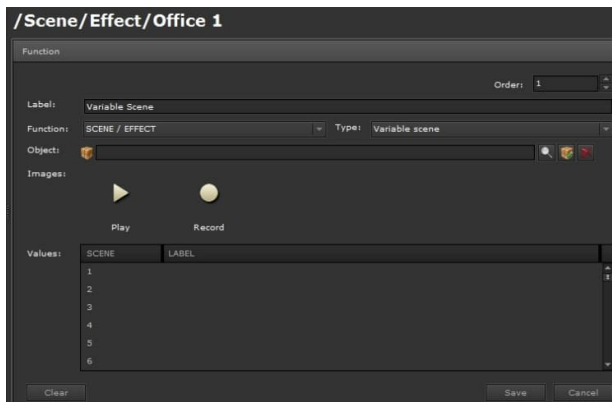 /Scene/Effect/Office 1
Function
Order: 1
Label: Variable Scene
Function: SCENE / EFFECT Type: Variable scene
Object:
Images:
Play Record
Values: SCENE LABEL
1
2
3
4
5
6
Clear Save Cancel